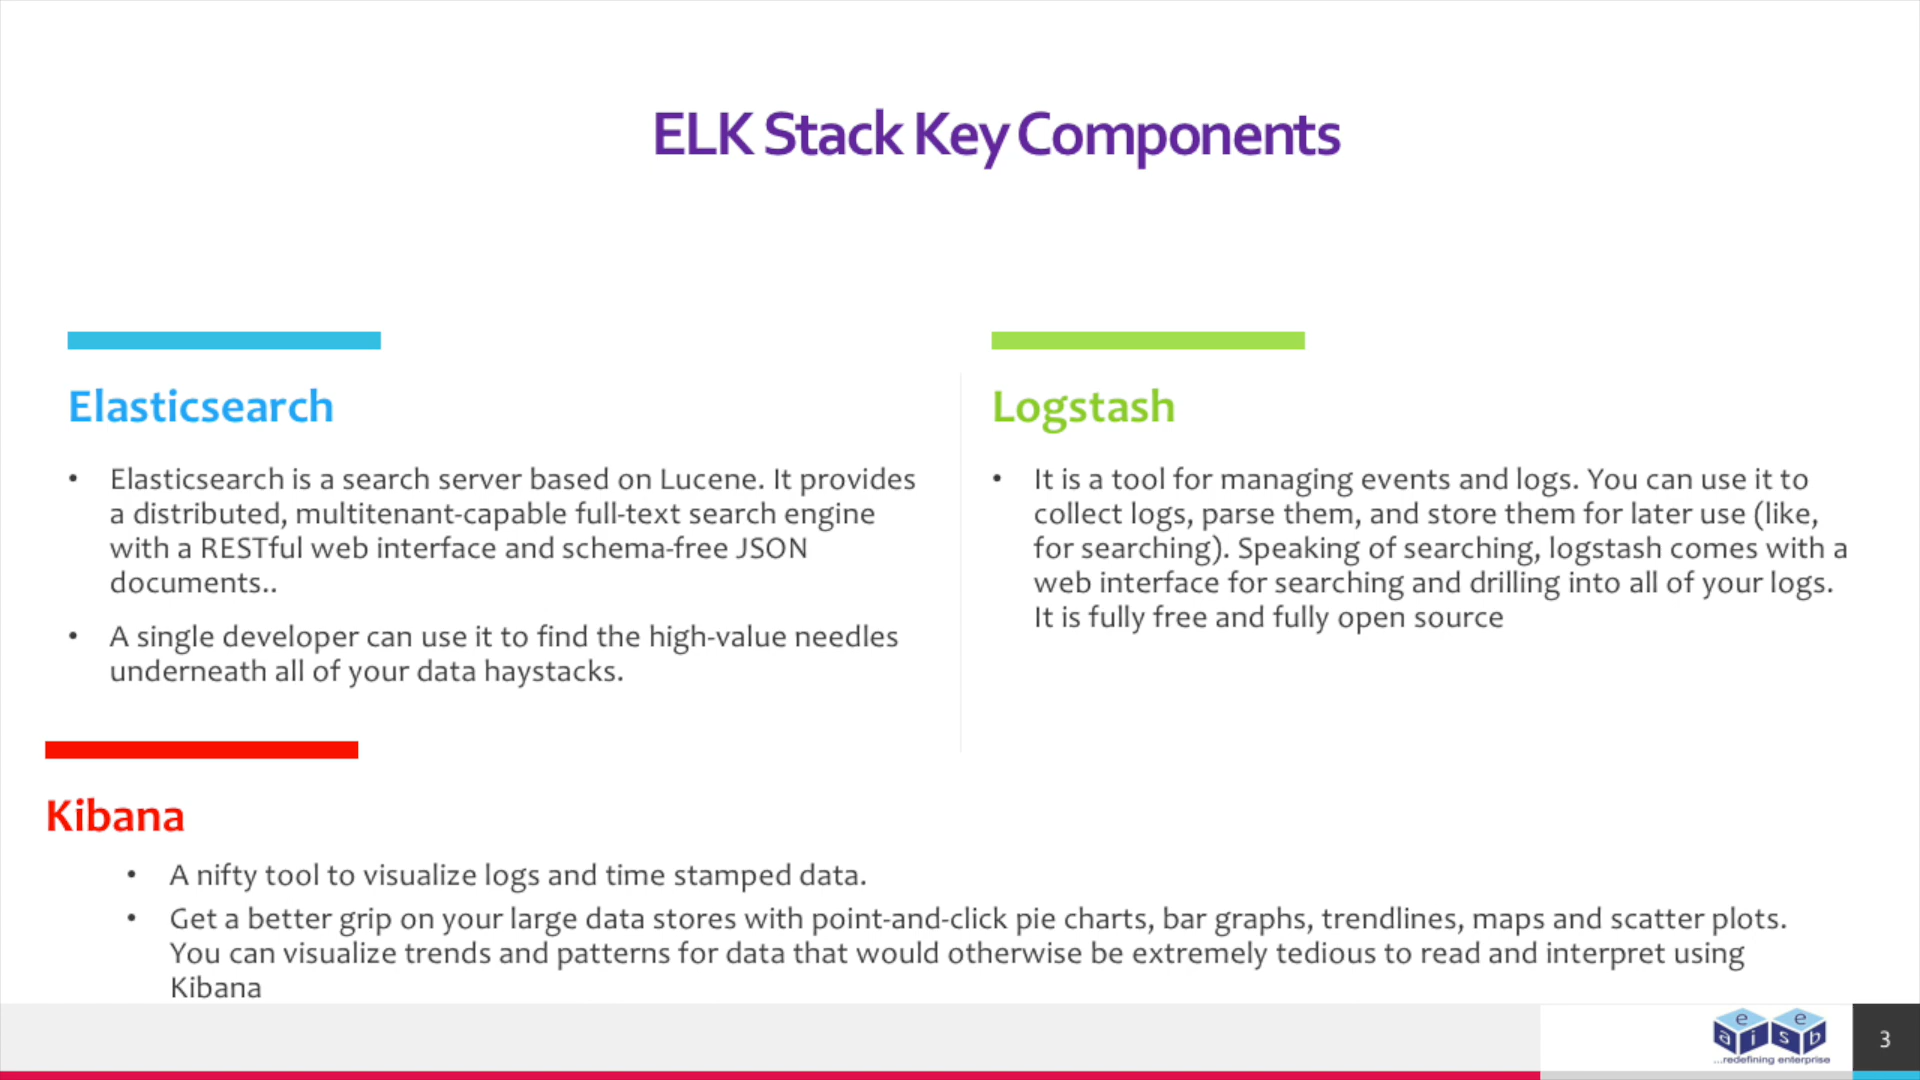 ELK Stack Key Components
Elasticsearch
• Elasticsearch is a search server based on Lucene. It provides
a distributed, multitenant-capable full-text search engine
with a RESTful web interface and schema-free JSON
documents..
• A single developer can use it to find the high-value needles
underneath all of your data haystacks.
Logstash
• It is a tool for managing events and logs. You can use it to
collect logs, parse them, and store them for later use (like,
for searching). Speaking of searching, logstash comes with a
web interface for searching and drilling into all of your logs.
It is fully free and fully open source
Kibana
• A nifty tool to visualize logs and time stamped data.
• Get a better grip on your large data stores with point-and-click pie charts, bar graphs, trendlines, maps and scatter plots.
You can visualize trends and patterns for data that would otherwise be extremely tedious to read and interpret using
Kibana
e e
a i s b
...redefining enterprise
3